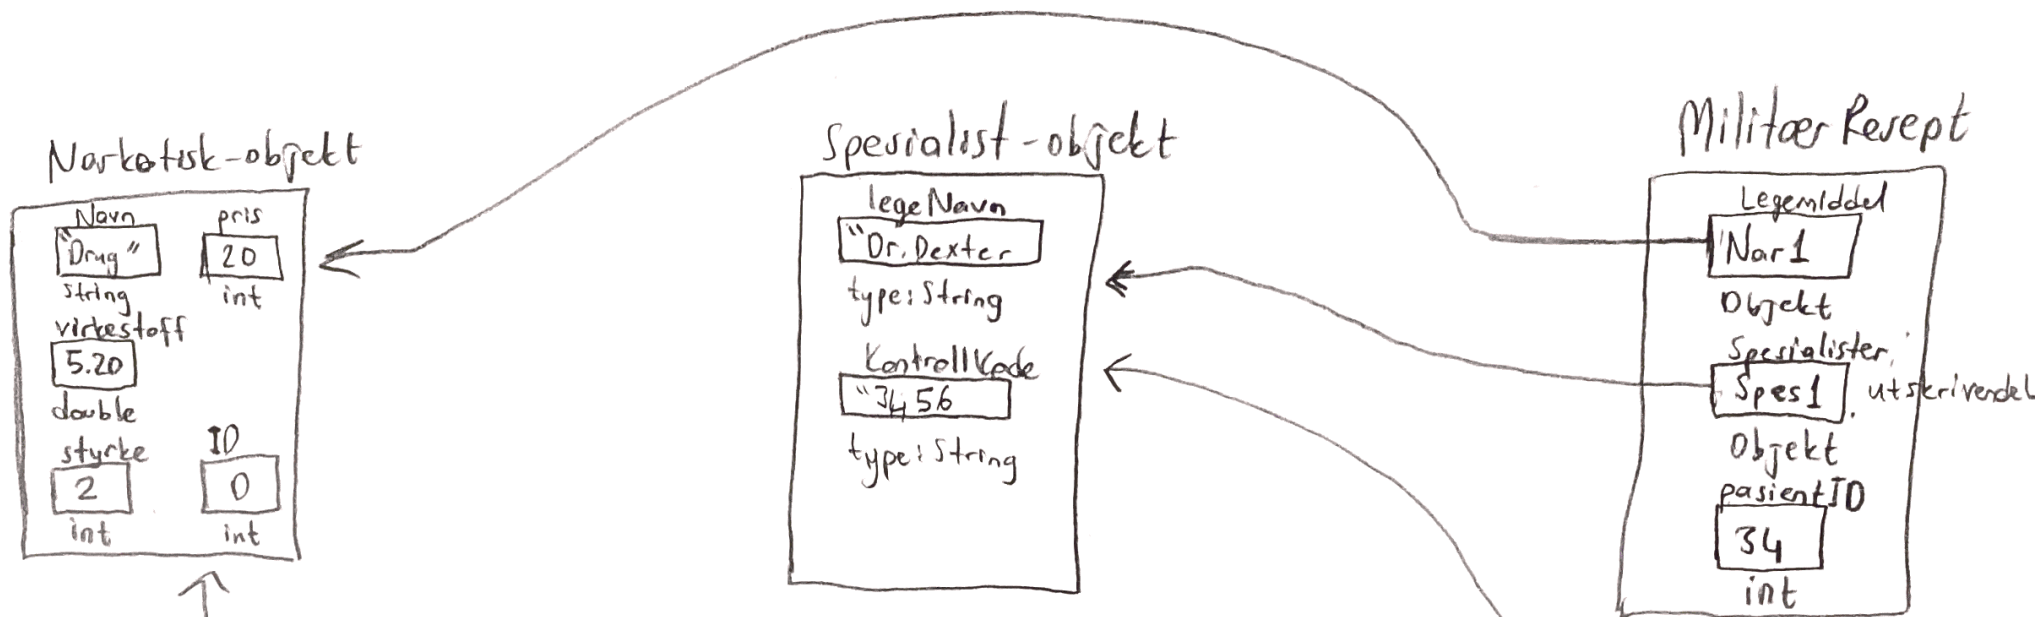 Narkotisk-objekt
Navn
pris
"Drug"
20
String
int
virkestoff
5.20
double
styrke
ID
2
0
int
int
Spesialist-objekt
legeNavn
"Dr. Dexter
type: String
KontrollKode
"3456
type: String
Militær Resept
Legemiddel
'Nar1
Objekt
Spesialister
Spes1
utskrivendeL
Objekt
pasientID
34
int